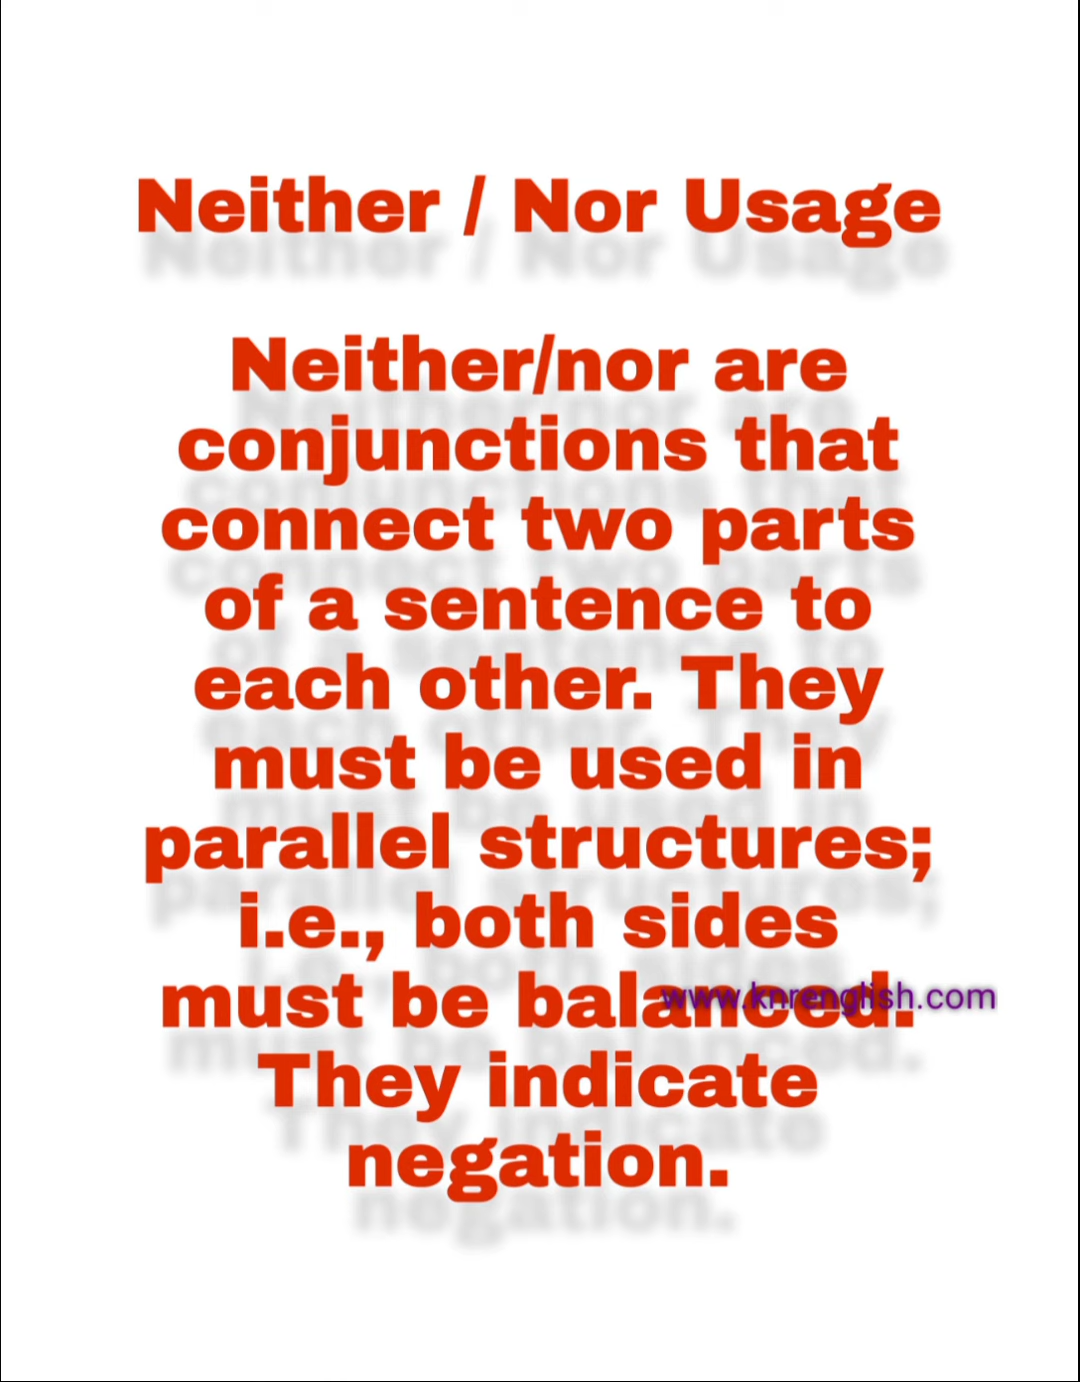 Neither / Nor Usage
Neither/nor are
conjunctions that
connect two parts
of a sentence to
each other. They
must be used in
parallel structures;
i.e., both sides
must be balanced.
www.knrenglish.com
They indicate
negation.